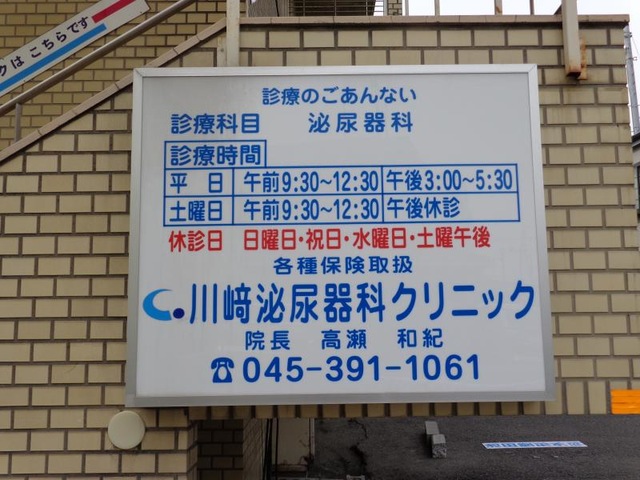 クは こちらです
診療のごあんない
診療科目 泌尿器科
診療時間
平 日 午前9:30~12:30 午後3:00~5:30
土曜日 午前9:30~12:30 午後休診
休診日 日曜日・祝日・水曜日・土曜午後
各種保険取扱
川﨑泌尿器科クリニック
院長 高瀬 和紀
☎045-391-1061